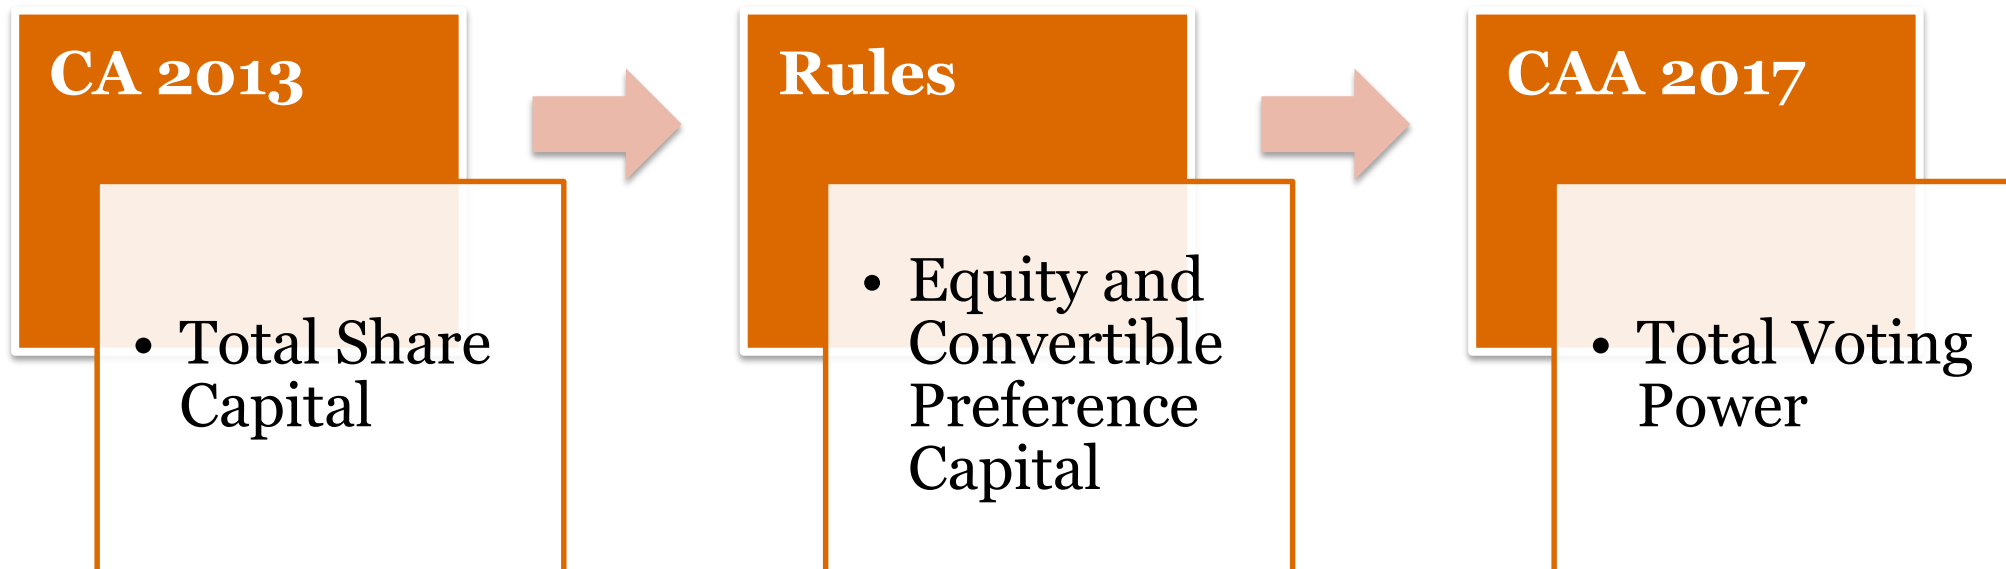 CA 2013
• Total Share
Capital
Rules
• Equity and
Convertible
Preference
Capital
CAA 2017
• Total Voting
Power